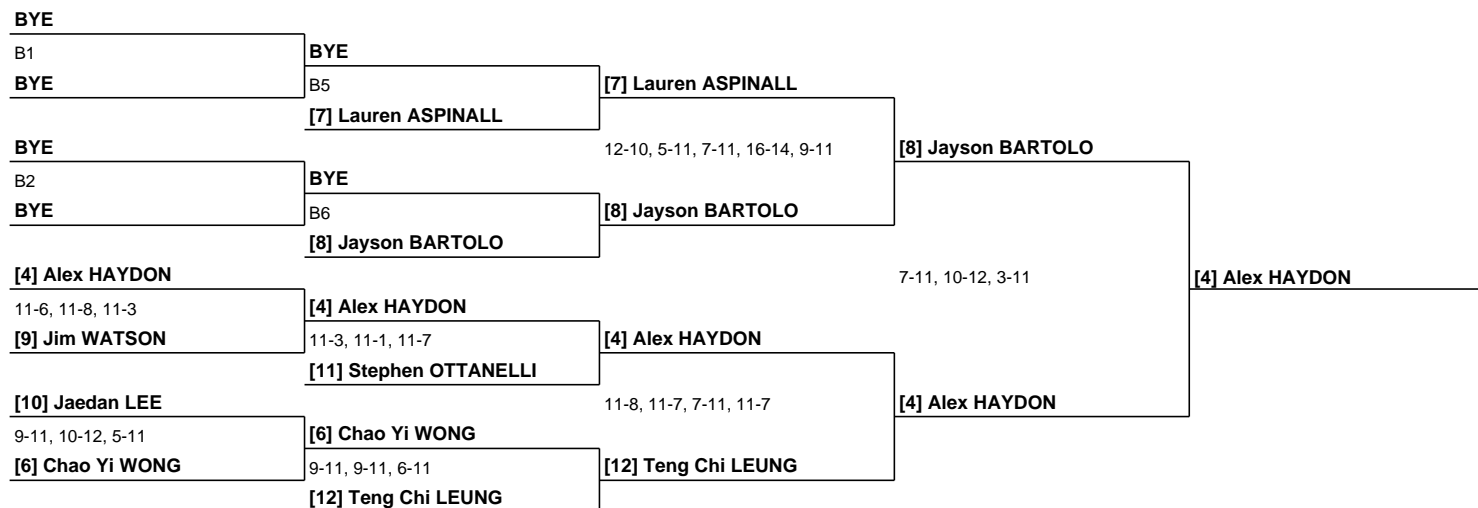 BYE
B1
BYE
BYE
B5
[7] Lauren ASPINALL
[7] Lauren ASPINALL
12-10, 5-11, 7-11, 16-14, 9-11
[8] Jayson BARTOLO
BYE
B2
BYE
BYE
B6
[8] Jayson BARTOLO
[8] Jayson BARTOLO
7-11, 10-12, 3-11
[4] Alex HAYDON
[4] Alex HAYDON
11-6, 11-8, 11-3
[9] Jim WATSON
[4] Alex HAYDON
11-3, 11-1, 11-7
[11] Stephen OTTANELLI
[4] Alex HAYDON
11-8, 11-7, 7-11, 11-7
[4] Alex HAYDON
[10] Jaedan LEE
9-11, 10-12, 5-11
[6] Chao Yi WONG
[6] Chao Yi WONG
9-11, 9-11, 6-11
[12] Teng Chi LEUNG
[12] Teng Chi LEUNG